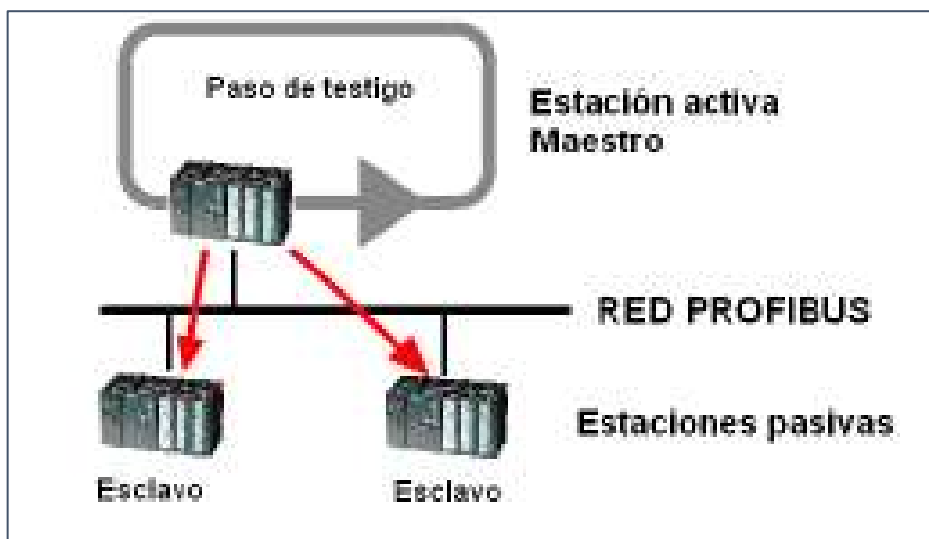 Paso de testigo
Estación activa
Maestro
RED PROFIBUS
Estaciones pasivas
Esclavo
Esclavo